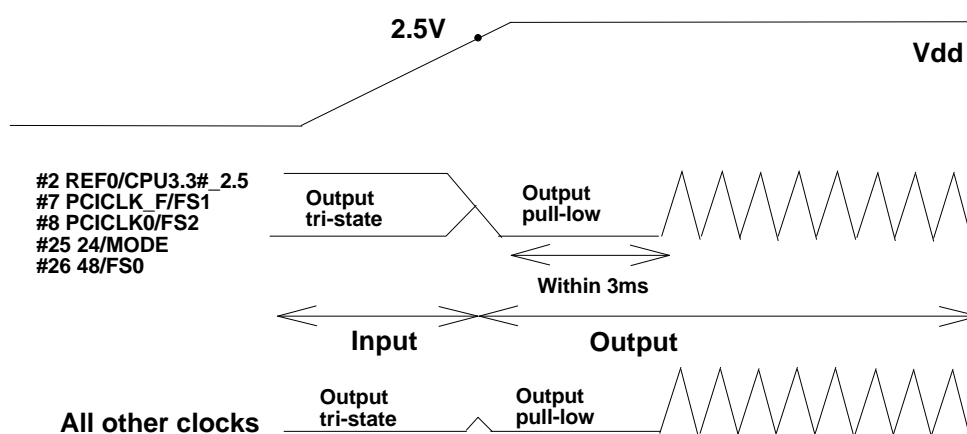 2.5V
Vdd
#2 REF0/CPU3.3#_2.5
#7 PCICLK_F/FS1
#8 PCICLK0/FS2
#25 24/MODE
#26 48/FS0
Output
tri-state
Output
pull-low
Within 3ms
Input
Output
All other clocks
Output
tri-state
Output
pull-low